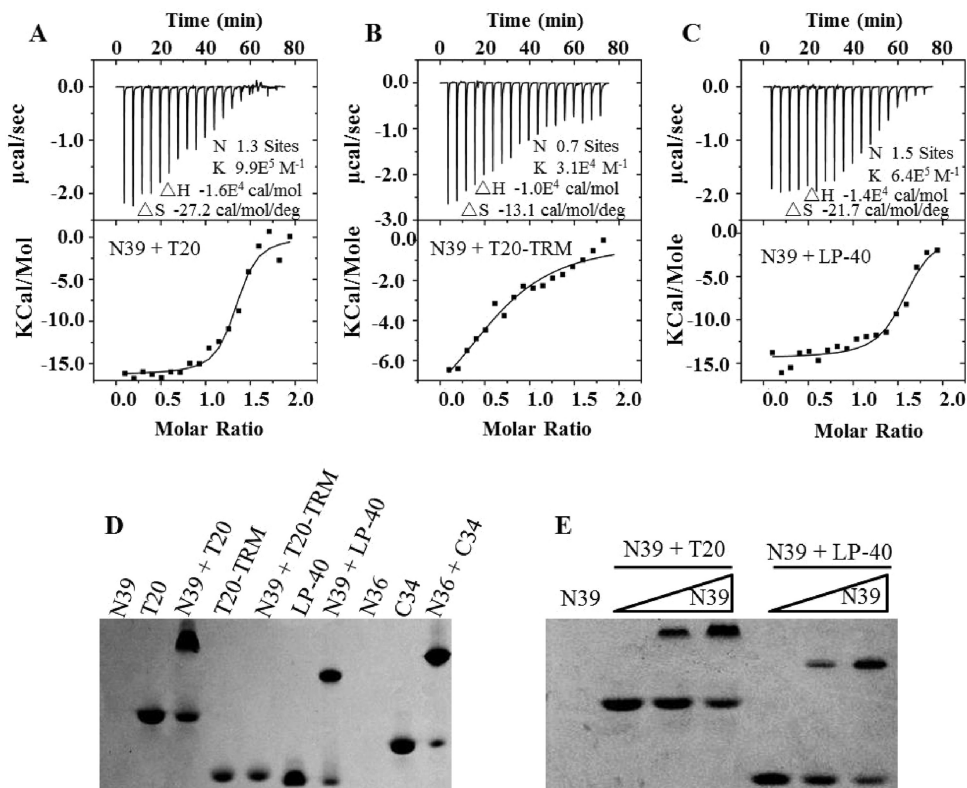 A
Time (min)
0 20 40 60 80
0.0
-1.0
-2.0
μcal/sec
N 1.3 Sites
K 9.9E⁵ M⁻¹
△H -1.6E⁴ cal/mol
△S -27.2 cal/mol/deg
0.0
-5.0
-10.0
-15.0
KCal/Mol
N39 + T20
0.0 0.5 1.0 1.5 2.0
Molar Ratio
B
Time (min)
0 20 40 60 80
0.0
-1.0
-2.0
-3.0
μcal/sec
N 0.7 Sites
K 3.1E⁴ M⁻¹
△H -1.0E⁴ cal/mol
△S -13.1 cal/mol/deg
0.0
-2.0
-4.0
-6.0
KCal/Mole
N39 + T20-TRM
0.0 0.5 1.0 1.5 2.0
Molar Ratio
C
Time (min)
0 20 40 60 80
0.0
-1.0
-2.0
μcal/sec
N 1.5 Sites
K 6.4E⁵ M⁻¹
△H -1.4E⁴ cal/mol
△S -21.7 cal/mol/deg
0.0
-5.0
-10.0
-15.0
KCal/Mole
N39 + LP-40
0.0 0.5 1.0 1.5 2.0
Molar Ratio
D
N39
T20
N39 + T20
T20-TRM
N39 + T20-TRM
LP-40
N39 + LP-40
N36
C34
N36 + C34
E
N39 + T20
N39 + LP-40
N39
N39
N39